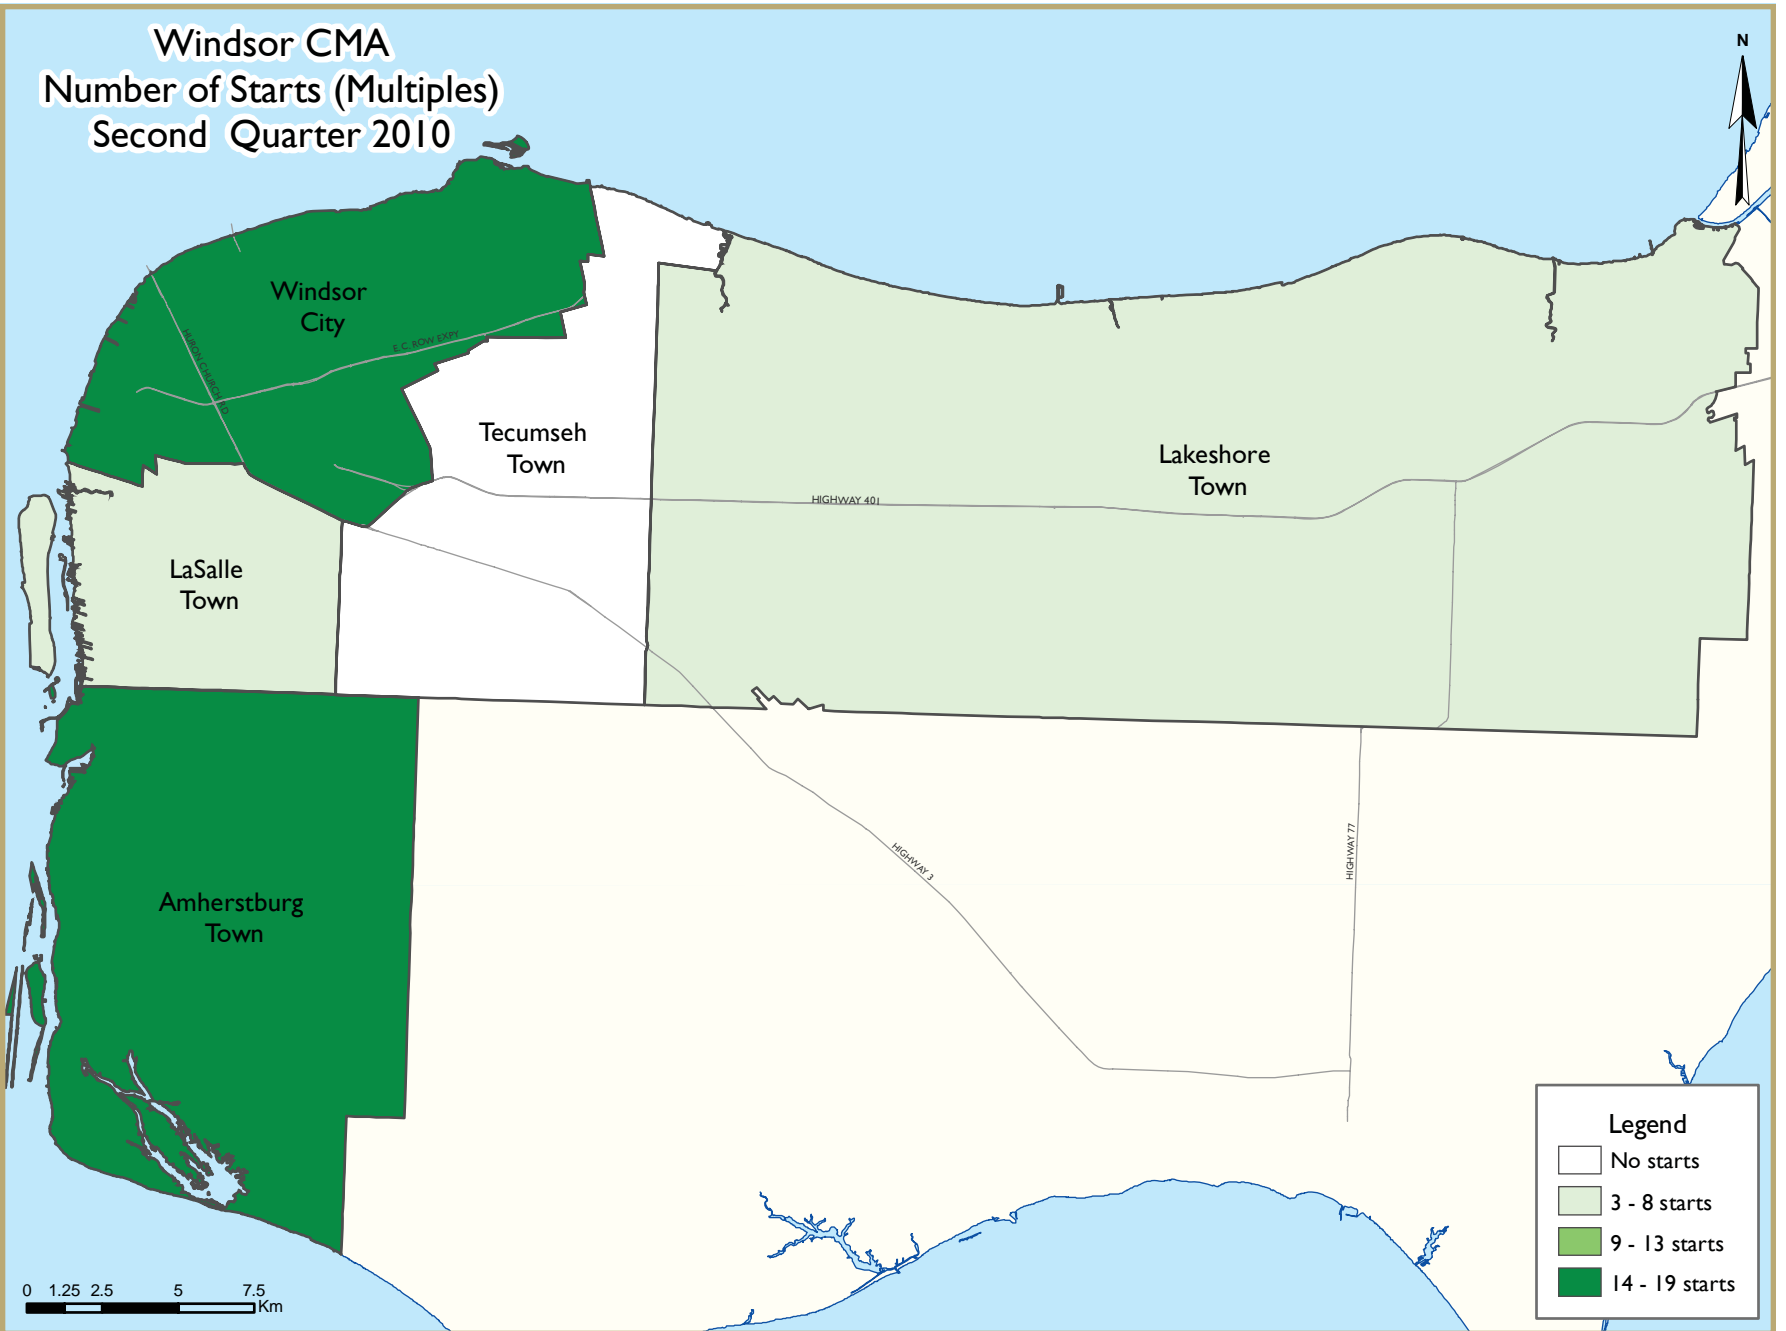 Windsor CMA
Number of Starts (Multiples)
Second Quarter 2010
N
Windsor
City
HURON CHURCH RD
E.C. ROW EXPY
Tecumseh
Town
Lakeshore
Town
HIGHWAY 401
LaSalle
Town
Amherstburg
Town
HIGHWAY 3
HIGHWAY 77
Legend
No starts
3 - 8 starts
9 - 13 starts
14 - 19 starts
0 1.25 2.5 5 7.5
Km